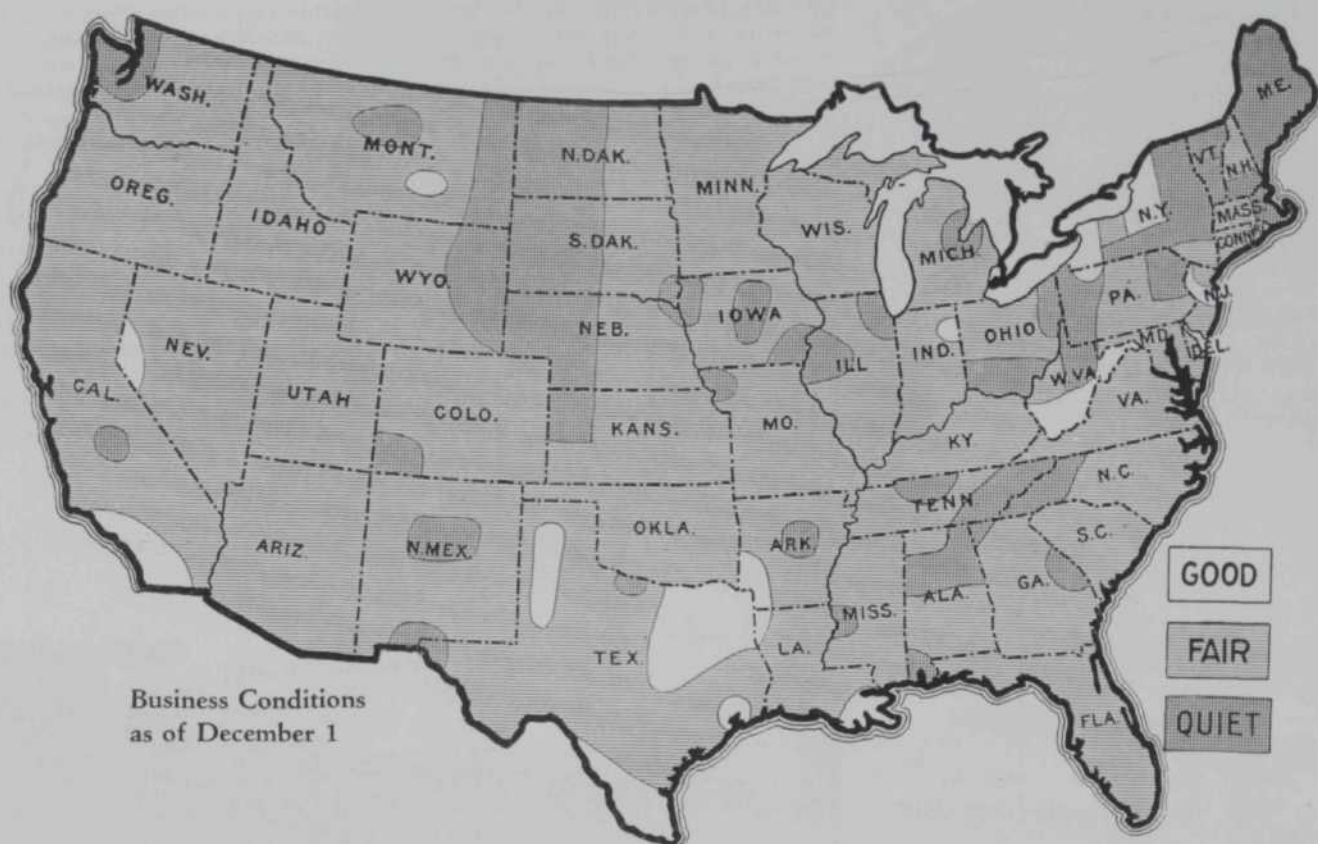 WASH.
MONT.
N.DAK.
MINN.
OREG.
IDAHO
WYO.
S.DAK.
WIS.
MICH.
N.Y.
VT.
N.H.
M.E.
MASS.
CONN.
NEV.
CAL.
UTAH
COLO.
NEB.
KANS.
IOWA
ILL
IND.
OHIO
PA.
N.J.
MD.
DEL.
W.VA.
VA.
MO.
KY
ARIZ
N.MEX.
OKLA.
ARK.
TENN
N.C.
S.C.
TEX.
LA.
MISS.
ALA.
GA.
FLA.
GOOD
FAIR
QUIET
Business Conditions
as of December 1